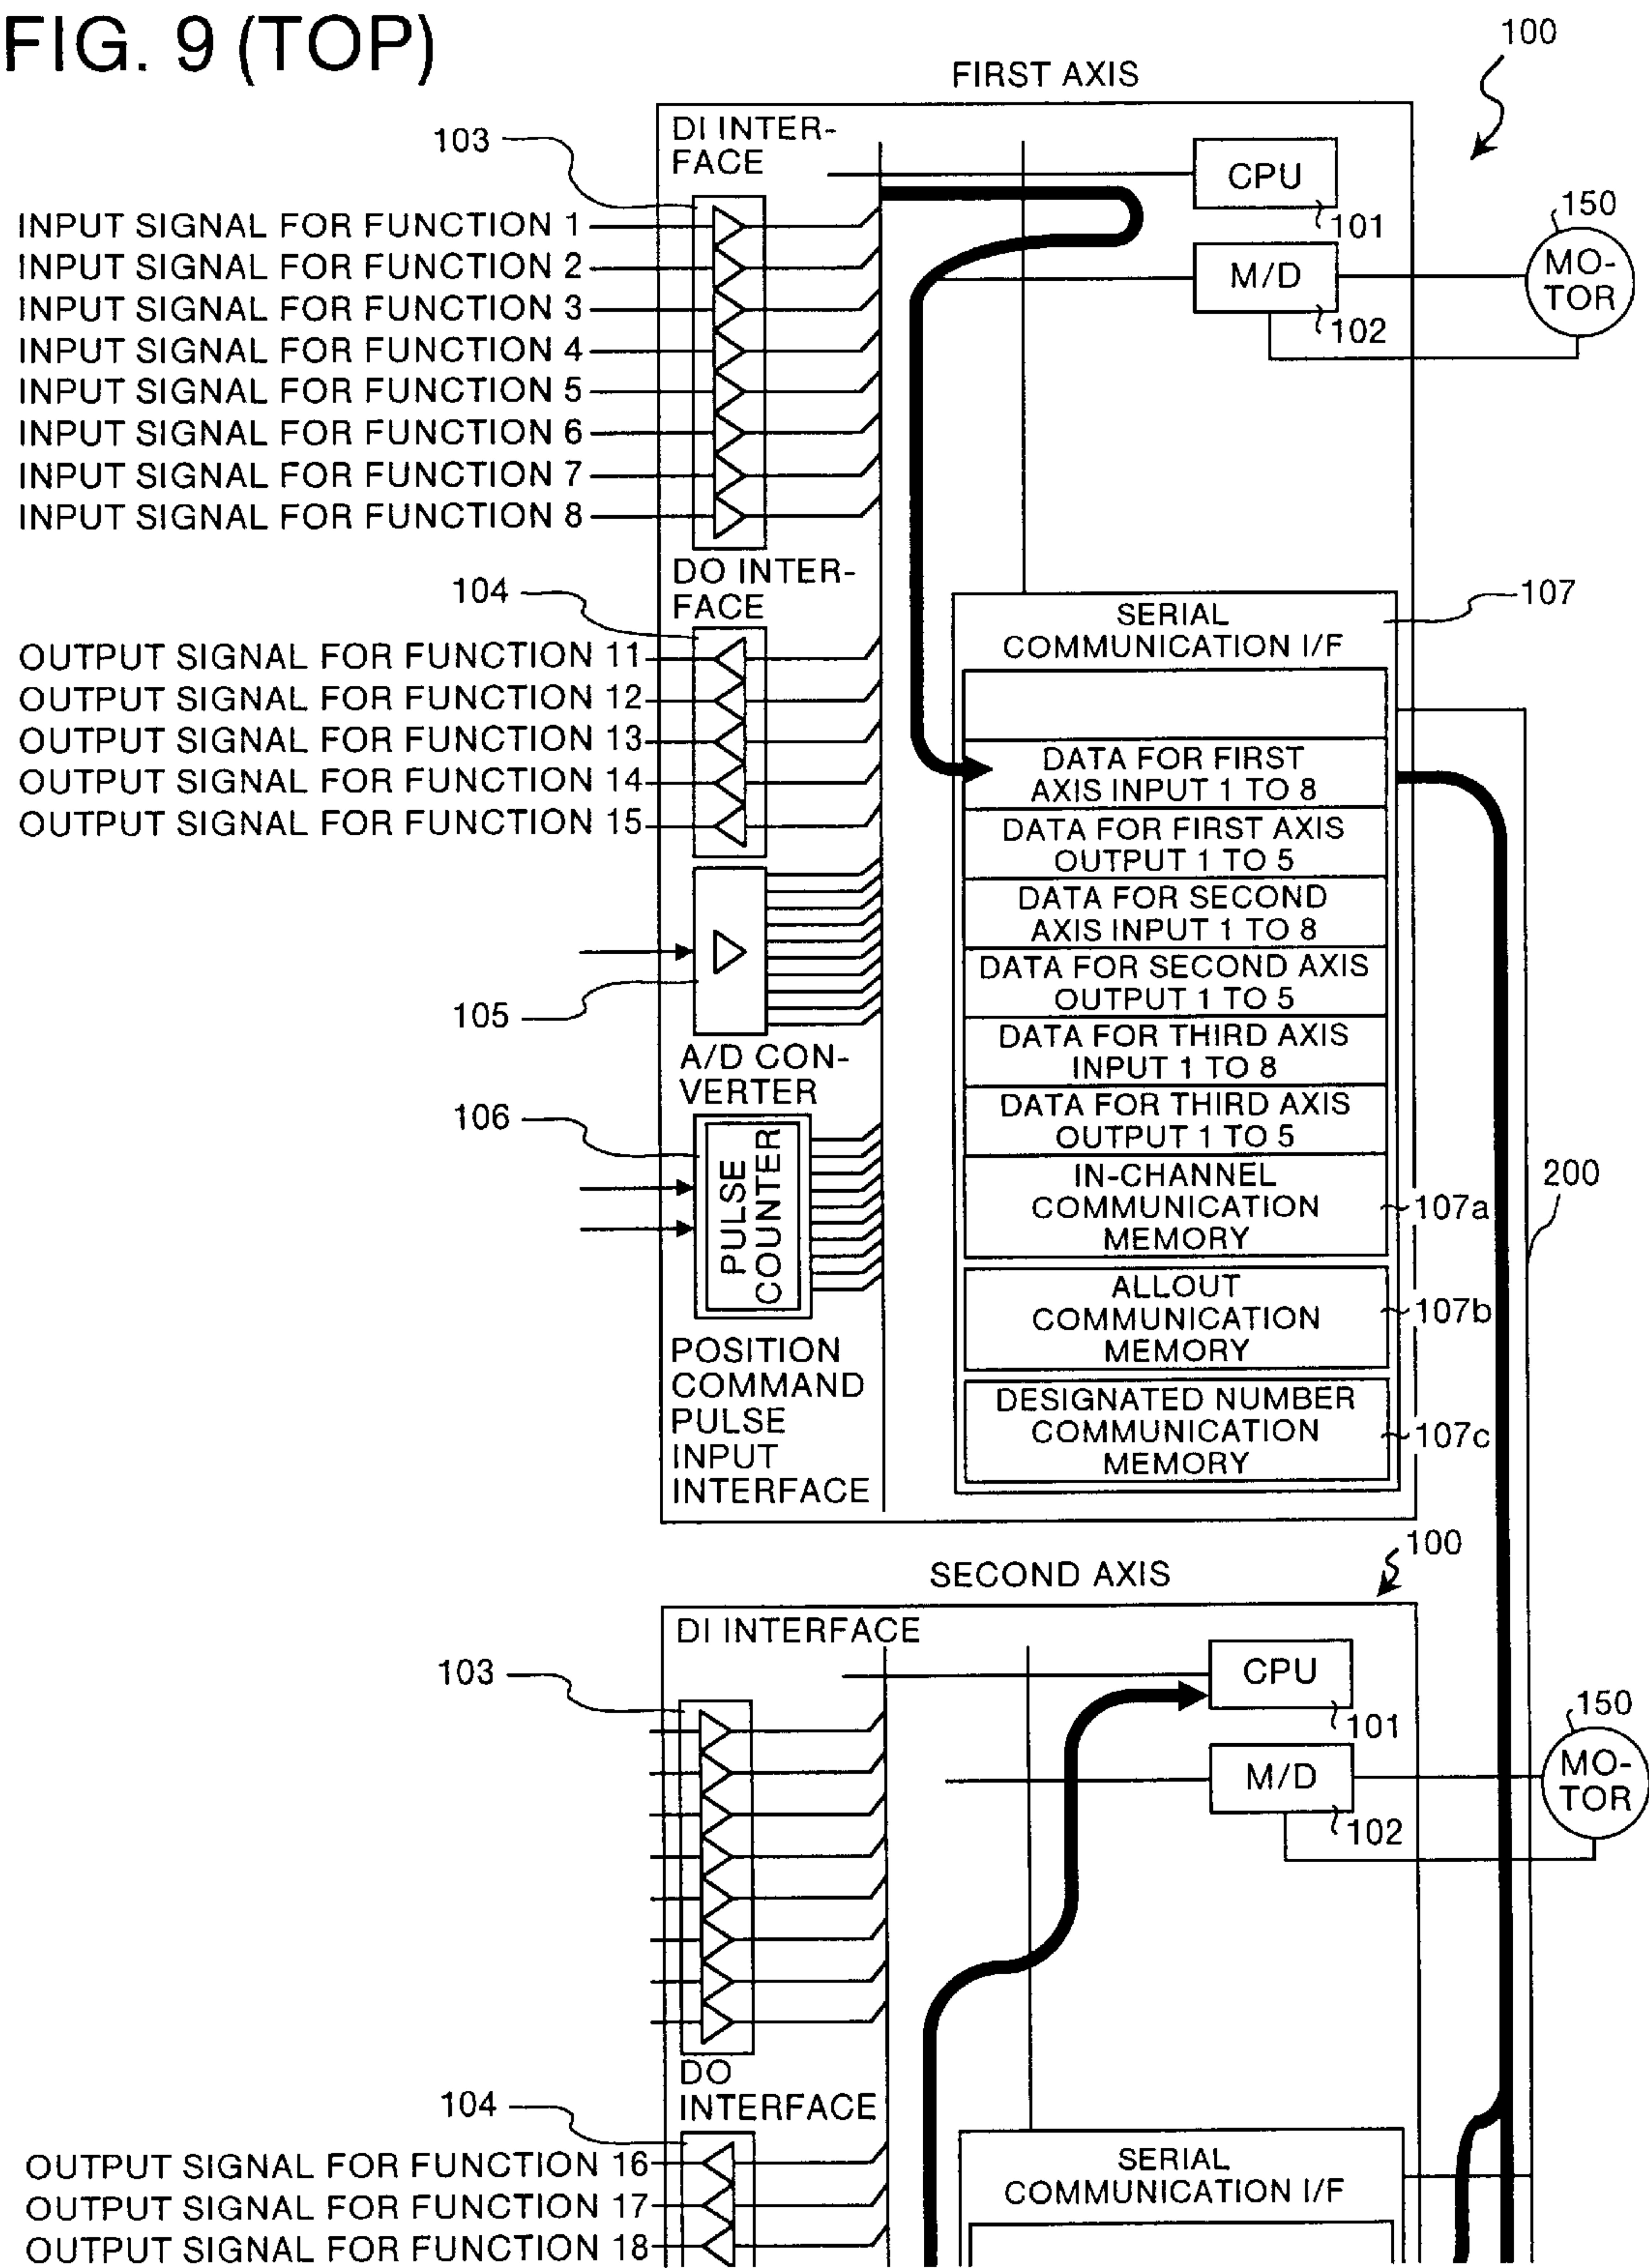 FIG. 9 (TOP)
100
FIRST AXIS
DI INTER-
FACE
103
CPU
101
150
MO-
TOR
M/D
102
INPUT SIGNAL FOR FUNCTION 1
INPUT SIGNAL FOR FUNCTION 2
INPUT SIGNAL FOR FUNCTION 3
INPUT SIGNAL FOR FUNCTION 4
INPUT SIGNAL FOR FUNCTION 5
INPUT SIGNAL FOR FUNCTION 6
INPUT SIGNAL FOR FUNCTION 7
INPUT SIGNAL FOR FUNCTION 8
DO INTER-
FACE
104
OUTPUT SIGNAL FOR FUNCTION 11
OUTPUT SIGNAL FOR FUNCTION 12
OUTPUT SIGNAL FOR FUNCTION 13
OUTPUT SIGNAL FOR FUNCTION 14
OUTPUT SIGNAL FOR FUNCTION 15
105
A/D CON-
VERTER
106
PULSE
COUNTER
POSITION
COMMAND
PULSE
INPUT
INTERFACE
107
SERIAL
COMMUNICATION I/F
DATA FOR FIRST
AXIS INPUT 1 TO 8
DATA FOR FIRST AXIS
OUTPUT 1 TO 5
DATA FOR SECOND
AXIS INPUT 1 TO 8
DATA FOR SECOND AXIS
OUTPUT 1 TO 5
DATA FOR THIRD AXIS
INPUT 1 TO 8
DATA FOR THIRD AXIS
OUTPUT 1 TO 5
IN-CHANNEL
COMMUNICATION
MEMORY
107a
200
ALLOUT
COMMUNICATION
MEMORY
107b
DESIGNATED NUMBER
COMMUNICATION
MEMORY
107c
100
SECOND AXIS
DI INTERFACE
103
CPU
101
150
MO-
TOR
M/D
102
DO
INTERFACE
104
OUTPUT SIGNAL FOR FUNCTION 16
OUTPUT SIGNAL FOR FUNCTION 17
OUTPUT SIGNAL FOR FUNCTION 18
SERIAL
COMMUNICATION I/F